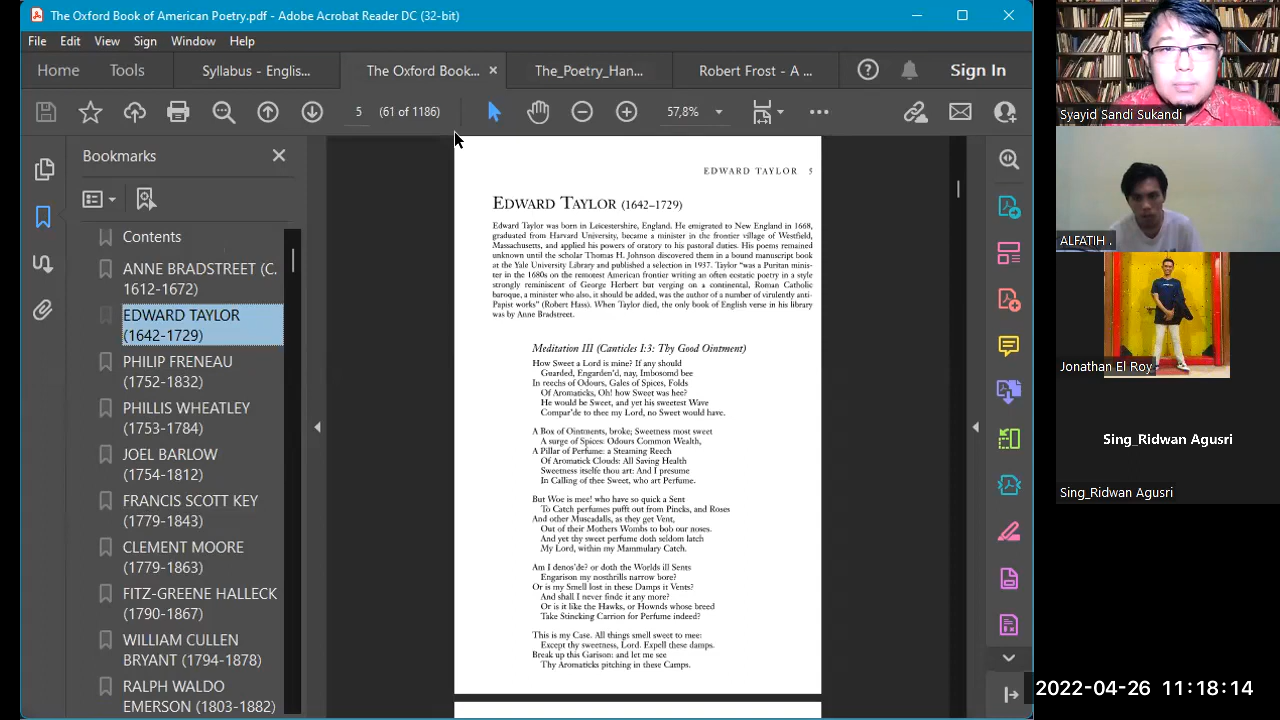 The Oxford Book of American Poetry.pdf - Adobe Acrobat Reader DC (32-bit)
File Edit View Sign Window Help
Home Tools Syllabus - Englis... The Oxford Book... The_Poetry_Han... Robert Frost - A ... Sign In
5 (61 of 1186) 57,8%
Bookmarks
Contents
ANNE BRADSTREET (C.
1612-1672)
EDWARD TAYLOR
(1642-1729)
PHILIP FRENEAU
(1752-1832)
PHILLIS WHEATLEY
(1753-1784)
JOEL BARLOW
(1754-1812)
FRANCIS SCOTT KEY
(1779-1843)
CLEMENT MOORE
(1779-1863)
FITZ-GREENE HALLECK
(1790-1867)
WILLIAM CULLEN
BRYANT (1794-1878)
RALPH WALDO
EMERSON (1803-1882)
EDWARD TAYLOR 5
EDWARD TAYLOR (1642–1729)
Edward Taylor was born in Leicestershire, England. He emigrated to New England in 1668,
graduated from Harvard University, became a minister in the frontier village of Westfield,
Massachusetts, and applied his powers of oratory to his pastoral duties. His poems remained
unknown until the scholar Thomas H. Johnson discovered them in a bound manuscript book
at the Yale University Library and published a selection in 1937. Taylor “was a Puritan minis-
ter in the 1680s on the remotest American frontier writing an often ecstatic poetry in a style
strongly reminiscent of George Herbert but verging on a continental, Roman Catholic
baroque, a minister who also, it should be added, was the author of a number of virulently anti-
Papist works” (Robert Hass). When Taylor died, the only book of English verse in his library
was by Anne Bradstreet.
Meditation III (Canticles I:3: Thy Good Ointment)
How Sweet a Lord is mine? If any should
Guarded, Engarden'd, nay, Imbosomd bee
In reechs of Odours, Gales of Spices, Folds
Of Aromaticks, Oh! how Sweet was hee?
He would be Sweet, and yet his sweetest Wave
Compar'de to thee my Lord, no Sweet would have.
A Box of Ointments, broke; Sweetness most sweet
A surge of Spices: Odours Common Wealth,
A Pillar of Perfume: a Steaming Reech
Of Aromatick Clouds: All Saving Health
Sweetness itselfe thou art: And I presume
In Calling of thee Sweet, who art Perfume.
But Woe is mee! who have so quick a Sent
To Catch perfumes pufft out from Pincks, and Roses
And other Muscadalls, as they get Vent,
Out of their Mothers Wombs to bob our noses.
And yet thy sweet perfume doth seldom latch
My Lord, within my Mammulary Catch.
Am I denos'de? or doth the Worlds ill Sents
Engarison my nosthrills narrow bore?
Or is my Smell lost in these Damps it Vents?
And shall I never finde it any more?
Or is it like the Hawks, or Hownds whose breed
Take Stincking Carrion for Perfume indeed?
This is my Case. All things smell sweet to mee:
Except thy sweetness, Lord. Expell these damps.
Break up this Garison: and let me see
Thy Aromaticks pitching in these Camps.
Syayid Sandi Sukandi
ALFATIH .
Jonathan El Roy
Sing_Ridwan Agusri
Sing_Ridwan Agusri
2022-04-26 11:18:14